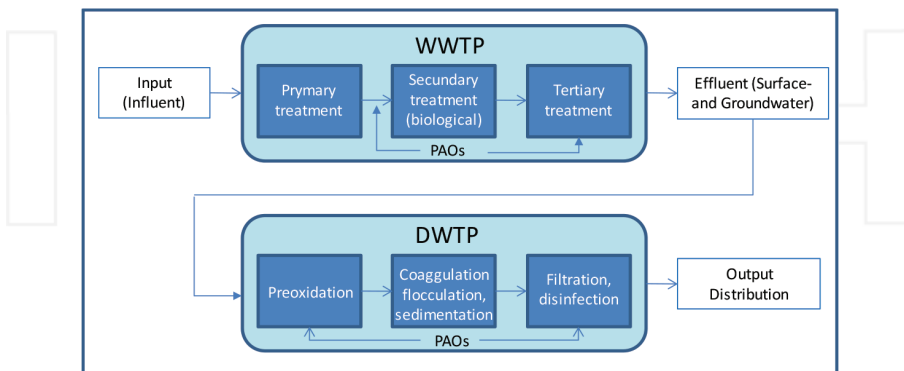 WWTP
Input
(Influent)
Prymary
treatment
Secundary
treatment
(biological)
Tertiary
treatment
Effluent (Surface-
and Groundwater)
PAOs
DWTP
Preoxidation
Coaggulation
flocculation,
sedimentation
Filtration,
disinfection
Output
Distribution
PAOs